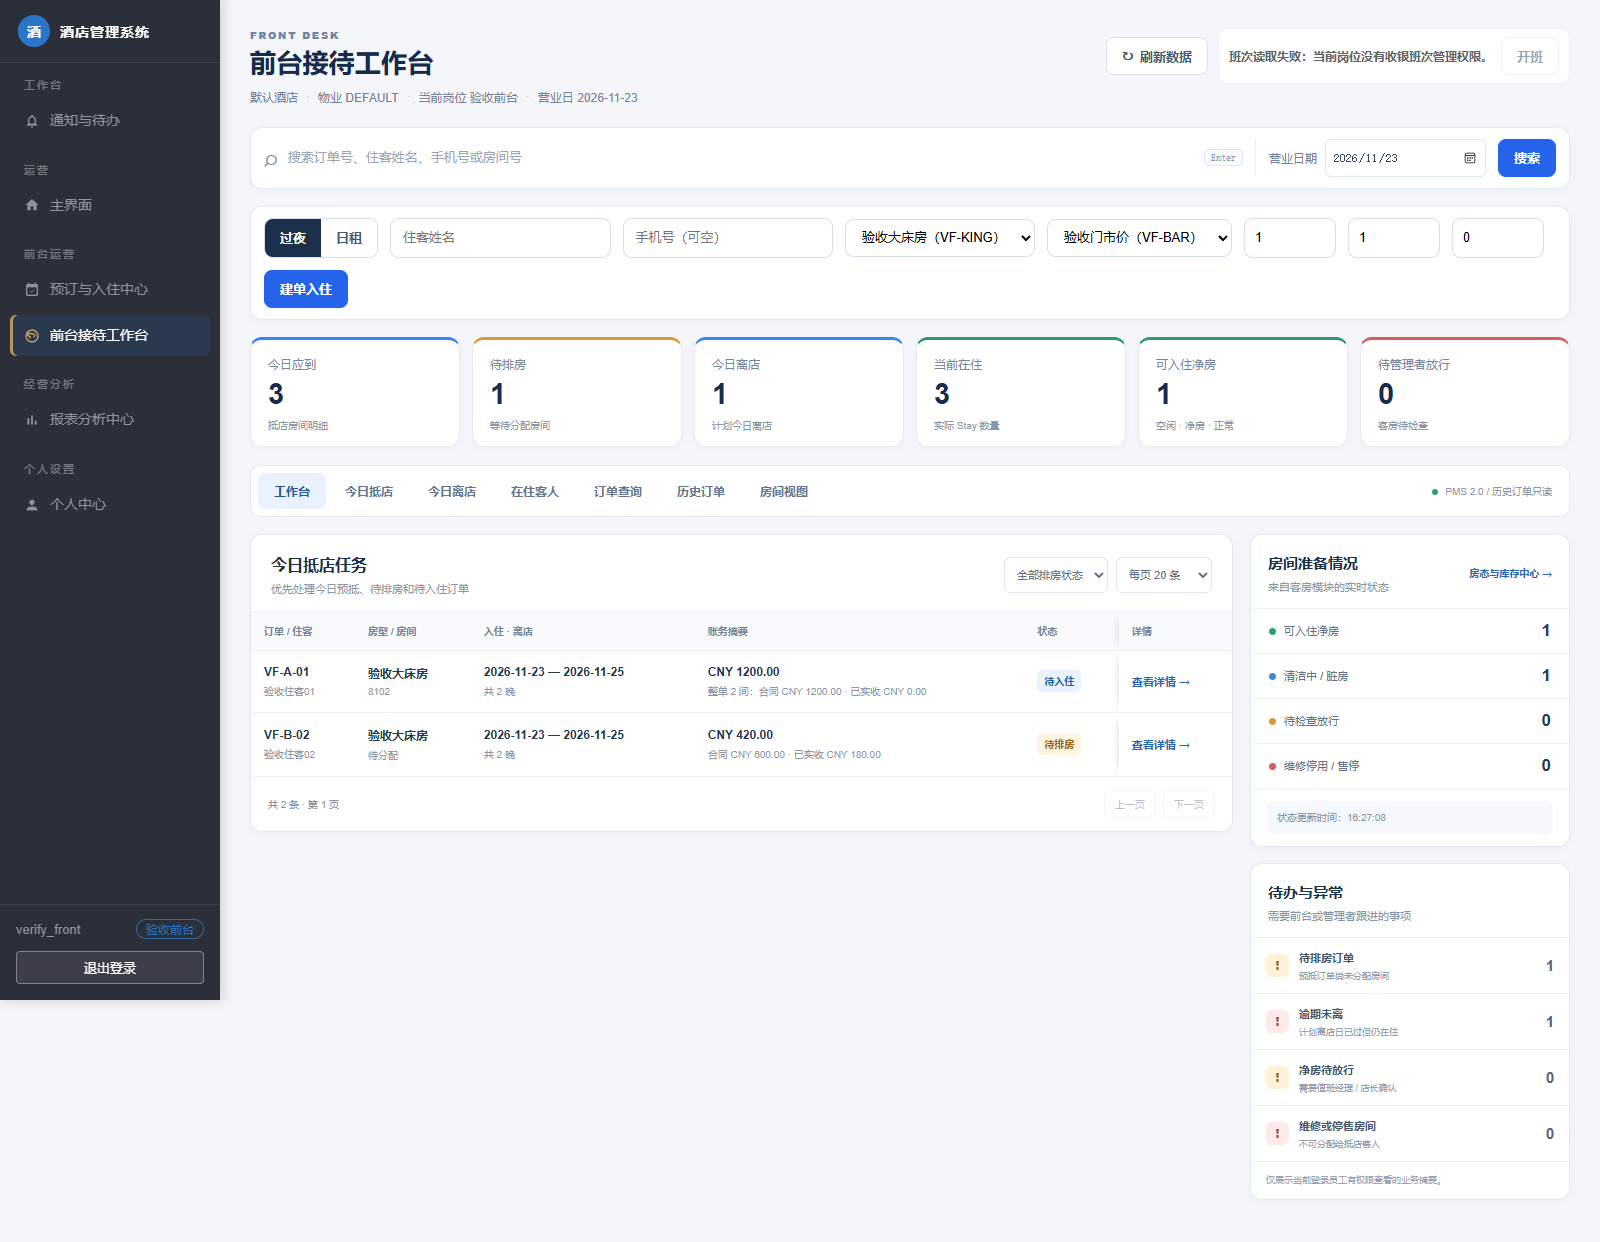 酒 酒店管理系统
工作台
通知与待办
运营
主界面
前台运营
预订与入住中心
前台接待工作台
经营分析
报表分析中心
个人设置
个人中心
verify_front 验收前台
退出登录
FRONT DESK
前台接待工作台
默认酒店 · 物业 DEFAULT · 当前岗位 验收前台 · 营业日 2026-11-23
↻ 刷新数据
班次读取失败：当前岗位没有收银班次管理权限。 开班
搜索订单号、住客姓名、手机号或房间号 Enter 营业日期 2026/11/23 搜索
过夜 日租 住客姓名 手机号（可空） 验收大床房（VF-KING） 验收门市价（VF-BAR） 1 1 0
建单入住
今日应到
3
抵店房间明细
待排房
1
等待分配房间
今日离店
1
计划今日离店
当前在住
3
实际 Stay 数量
可入住净房
1
空闲 · 净房 · 正常
待管理者放行
0
客房待检查
工作台 今日抵店 今日离店 在住客人 订单查询 历史订单 房间视图 PMS 2.0 / 历史订单只读
今日抵店任务
优先处理今日预抵、待排房和待入住订单
全部排房状态 每页 20 条
订单 / 住客 房型 / 房间 入住 · 离店 账务摘要 状态 详情
VF-A-01 验收大床房 2026-11-23 — 2026-11-25 CNY 1200.00 待入住 查看详情 →
验收住客01 8102 共 2 晚 整单 2 间：合同 CNY 1200.00 · 已实收 CNY 0.00
VF-B-02 验收大床房 2026-11-23 — 2026-11-25 CNY 420.00 待排房 查看详情 →
验收住客02 待分配 共 2 晚 合同 CNY 600.00 · 已实收 CNY 180.00
共 2 条 · 第 1 页 上一页 下一页
房间准备情况
来自客房模块的实时状态
房态与库存中心 →
可入住净房 1
清洁中 / 脏房 1
待检查放行 0
维修停用 / 售停 0
状态更新时间：16:27:08
待办与异常
需要前台或管理者跟进的事项
! 待排房订单 1
预抵订单尚未分配房间
! 逾期未离 1
计划离店日已过但仍在住
! 净房待放行 0
需要值班经理 / 店长确认
! 维修或停售房间 0
不可分配给抵店客人
仅展示当前登录员工有权限查看的业务摘要。